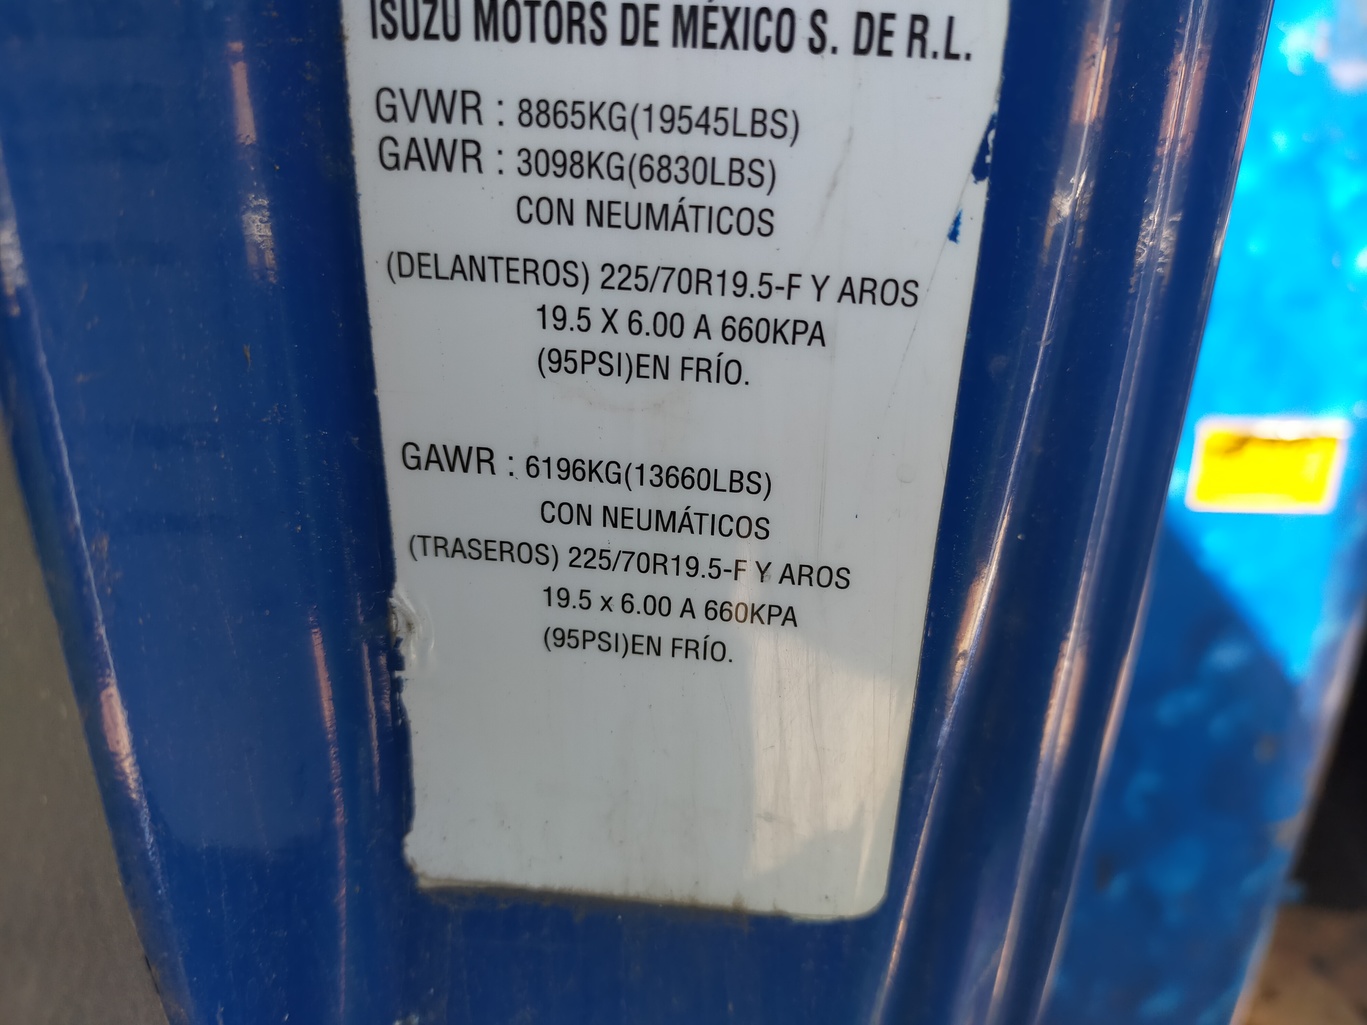 ISUZU MOTORS DE MÉXICO S. DE R.L.
GVWR : 8865KG(19545LBS)
GAWR : 3098KG(6830LBS)
CON NEUMÁTICOS
(DELANTEROS) 225/70R19.5-F Y AROS
19.5 X 6.00 A 660KPA
(95PSI)EN FRÍO.
GAWR : 6196KG(13660LBS)
CON NEUMÁTICOS
(TRASEROS) 225/70R19.5-F Y AROS
19.5 x 6.00 A 660KPA
(95PSI)EN FRÍO.